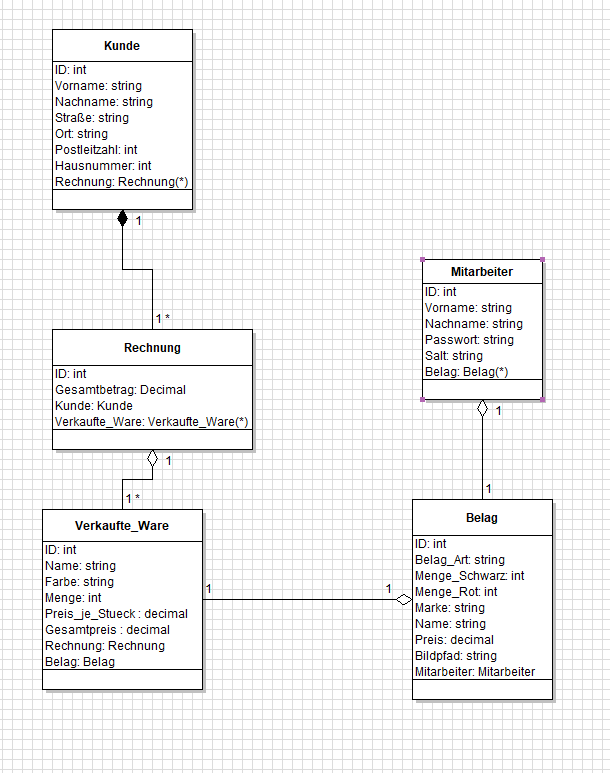 Kunde
ID: int
Vorname: string
Nachname: string
Straße: string
Ort: string
Postleitzahl: int
Hausnummer: int
Rechnung: Rechnung(*)
1
1 *
Rechnung
ID: int
Gesamtbetrag: Decimal
Kunde: Kunde
Verkaufte_Ware: Verkaufte_Ware(*)
1
1 *
Verkaufte_Ware
ID: int
Name: string
Farbe: string
Menge: int
Preis_je_Stueck : decimal
Gesamtpreis : decimal
Rechnung: Rechnung
Belag: Belag
1
1
Mitarbeiter
ID: int
Vorname: string
Nachname: string
Passwort: string
Salt: string
Belag: Belag(*)
1
1
Belag
ID: int
Belag_Art: string
Menge_Schwarz: int
Menge_Rot: int
Marke: string
Name: string
Preis: decimal
Bildpfad: string
Mitarbeiter: Mitarbeiter